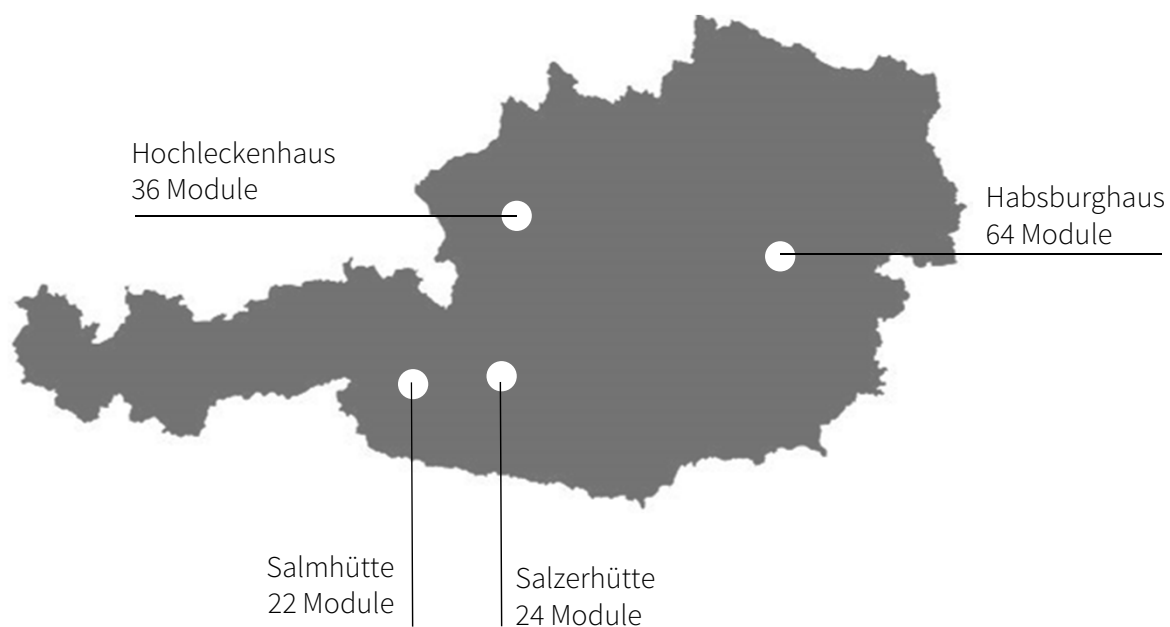 Hochleckenhaus
36 Module
Habsburghaus
64 Module
Salmhütte
22 Module
Salzerhütte
24 Module